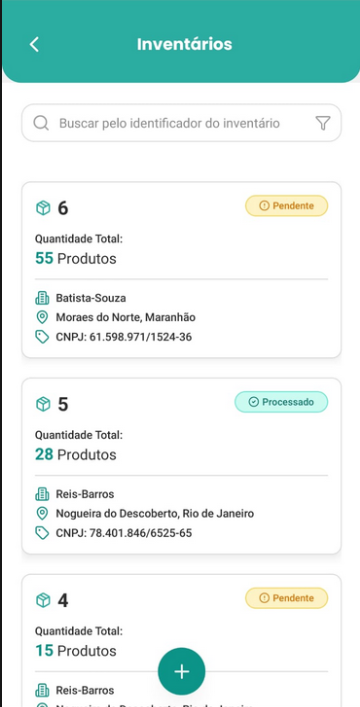 Inventários
Buscar pelo identificador do inventário
6
Pendente
Quantidade Total:
55 Produtos
Batista-Souza
Moraes do Norte, Maranhão
CNPJ: 61.598.971/1524-36
5
Processado
Quantidade Total:
28 Produtos
Reis-Barros
Nogueira do Descoberto, Rio de Janeiro
CNPJ: 78.401.846/6525-65
4
Pendente
Quantidade Total:
15 Produtos
Reis-Barros